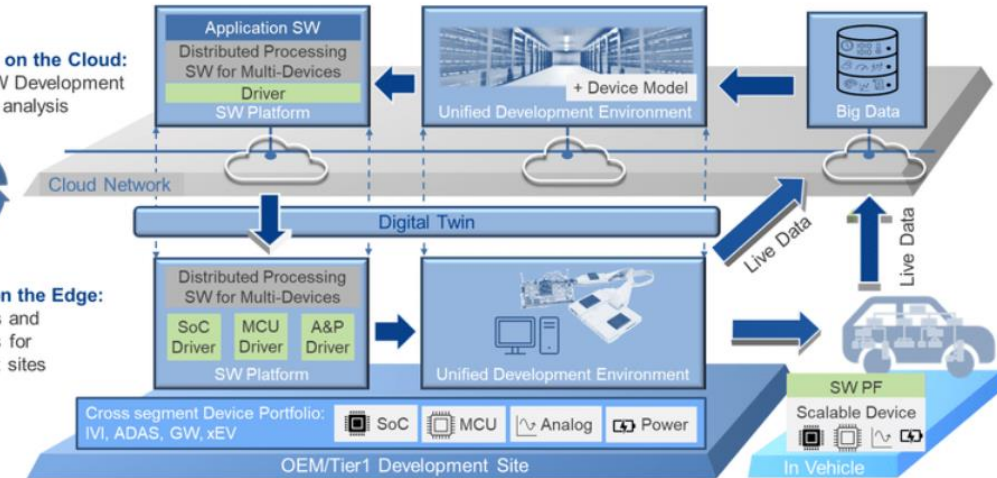 on the Cloud:
W Development
analysis
Application SW
Distributed Processing
SW for Multi-Devices
Driver
SW Platform
+ Device Model
Unified Development Environment
Big Data
Cloud Network
Digital Twin
Live Data
Live Data
n the Edge:
s and
s for
sites
Distributed Processing
SW for Multi-Devices
SoC
Driver
MCU
Driver
A&P
Driver
SW Platform
Unified Development Environment
Cross segment Device Portfolio:
IVI, ADAS, GW, xEV
SoC
MCU
Analog
Power
OEM/Tier1 Development Site
SW PF
Scalable Device
In Vehicle